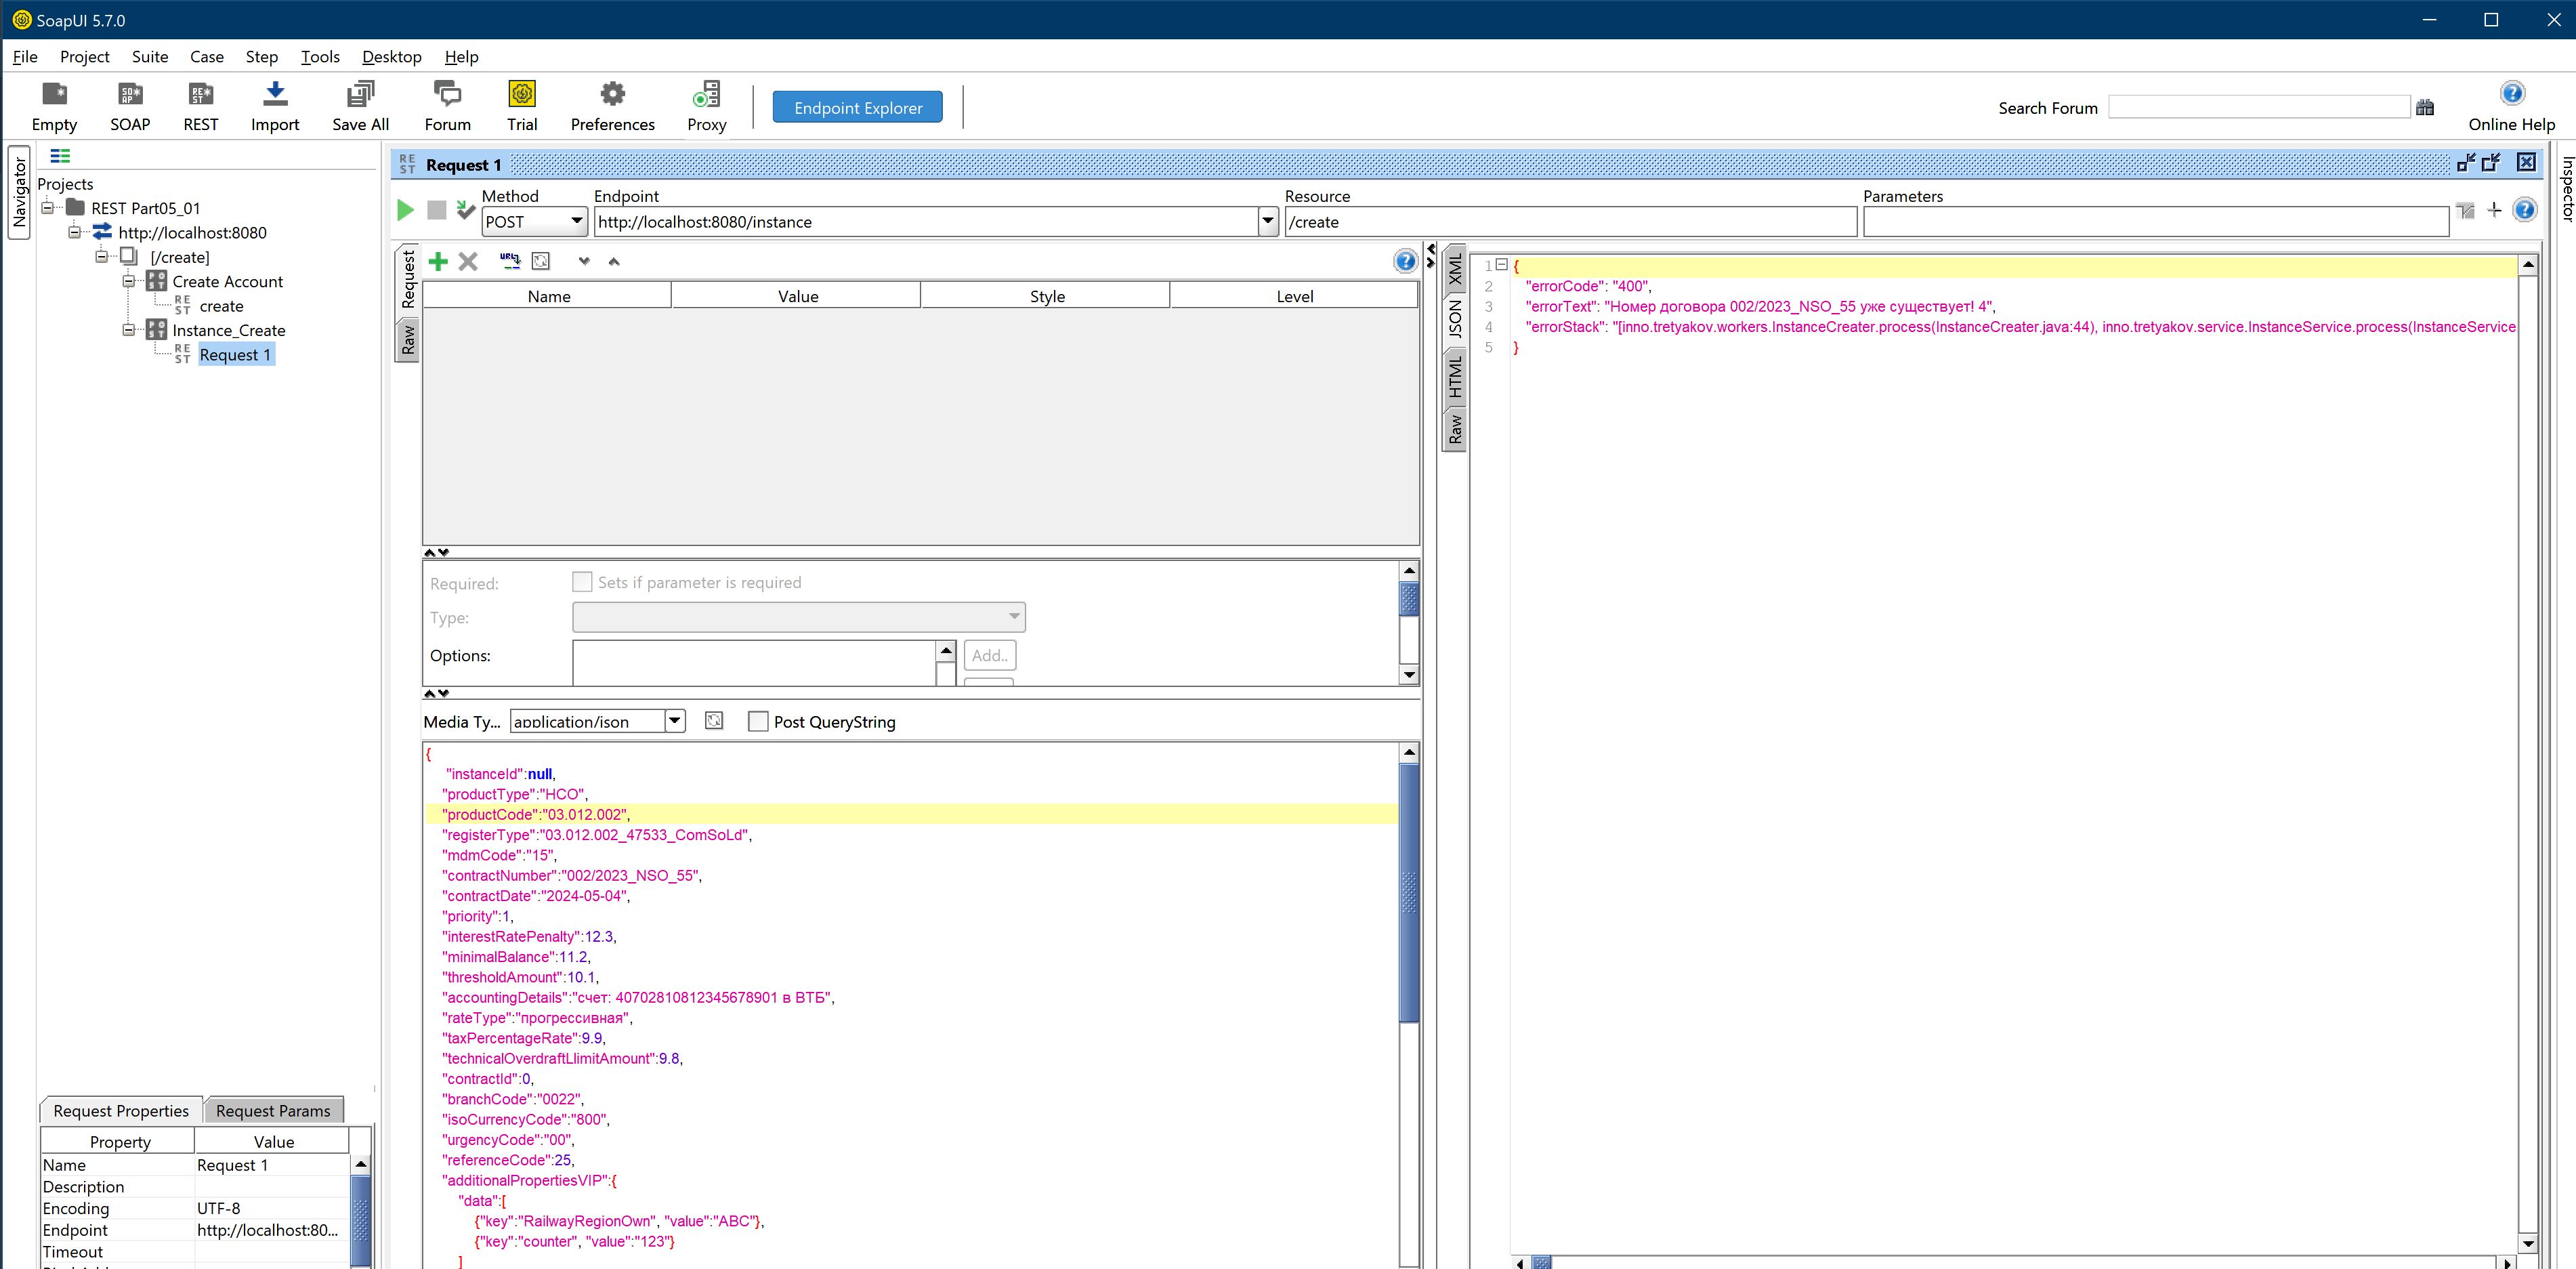 SoapUI 5.7.0
File Project Suite Case Step Tools Desktop Help
Empty SOAP REST Import Save All Forum Trial Preferences Proxy Endpoint Explorer Search Forum Online Help
Navigator
Projects
REST Part05_01
http://localhost:8080
[/create]
Create Account
create
Instance_Create
Request 1
Request Properties Request Params
Property Value
Name Request 1
Description
Encoding UTF-8
Endpoint http://localhost:80...
Timeout
Request 1
Method Endpoint Resource Parameters
POST http://localhost:8080/instance /create
Request
Raw
Name Value Style Level
Required: Sets if parameter is required
Type:
Options: Add..
Media Ty... application/json Post QueryString
{
"instanceId":null,
"productType":"НСО",
"productCode":"03.012.002",
"registerType":"03.012.002_47533_ComSoLd",
"mdmCode":"15",
"contractNumber":"002/2023_NSO_55",
"contractDate":"2024-05-04",
"priority":1,
"interestRatePenalty":12.3,
"minimalBalance":11.2,
"thresholdAmount":10.1,
"accountingDetails":"счет: 40702810812345678901 в ВТБ",
"rateType":"прогрессивная",
"taxPercentageRate":9.9,
"technicalOverdraftLlimitAmount":9.8,
"contractId":0,
"branchCode":"0022",
"isoCurrencyCode":"800",
"urgencyCode":"00",
"referenceCode":25,
"additionalPropertiesVIP":{
"data":[
{"key":"RailwayRegionOwn", "value":"ABC"},
{"key":"counter", "value":"123"}
]
XML
JSON
HTML
Raw
1 {
2 "errorCode": "400",
3 "errorText": "Номер договора 002/2023_NSO_55 уже существует! 4",
4 "errorStack": "[inno.tretyakov.workers.InstanceCreater.process(InstanceCreater.java:44), inno.tretyakov.service.InstanceService.process(InstanceService
5 }
Inspector